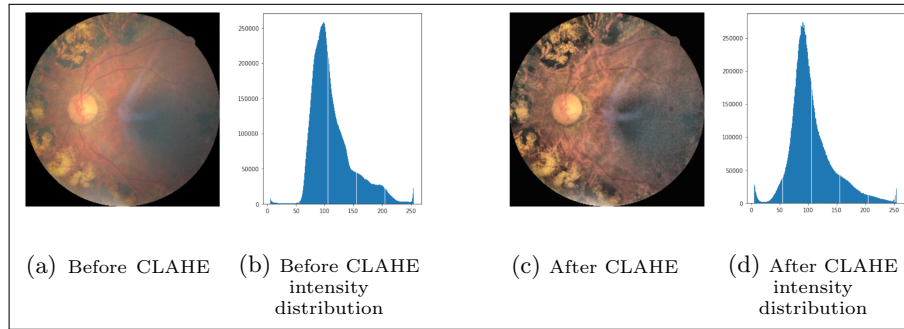 250000
200000
150000
100000
50000
0
0 50 100 150 200 250
250000
200000
150000
100000
50000
0
0 50 100 150 200 250
(a) Before CLAHE
(b) Before CLAHE
intensity
distribution
(c) After CLAHE
(d) After CLAHE
intensity
distribution